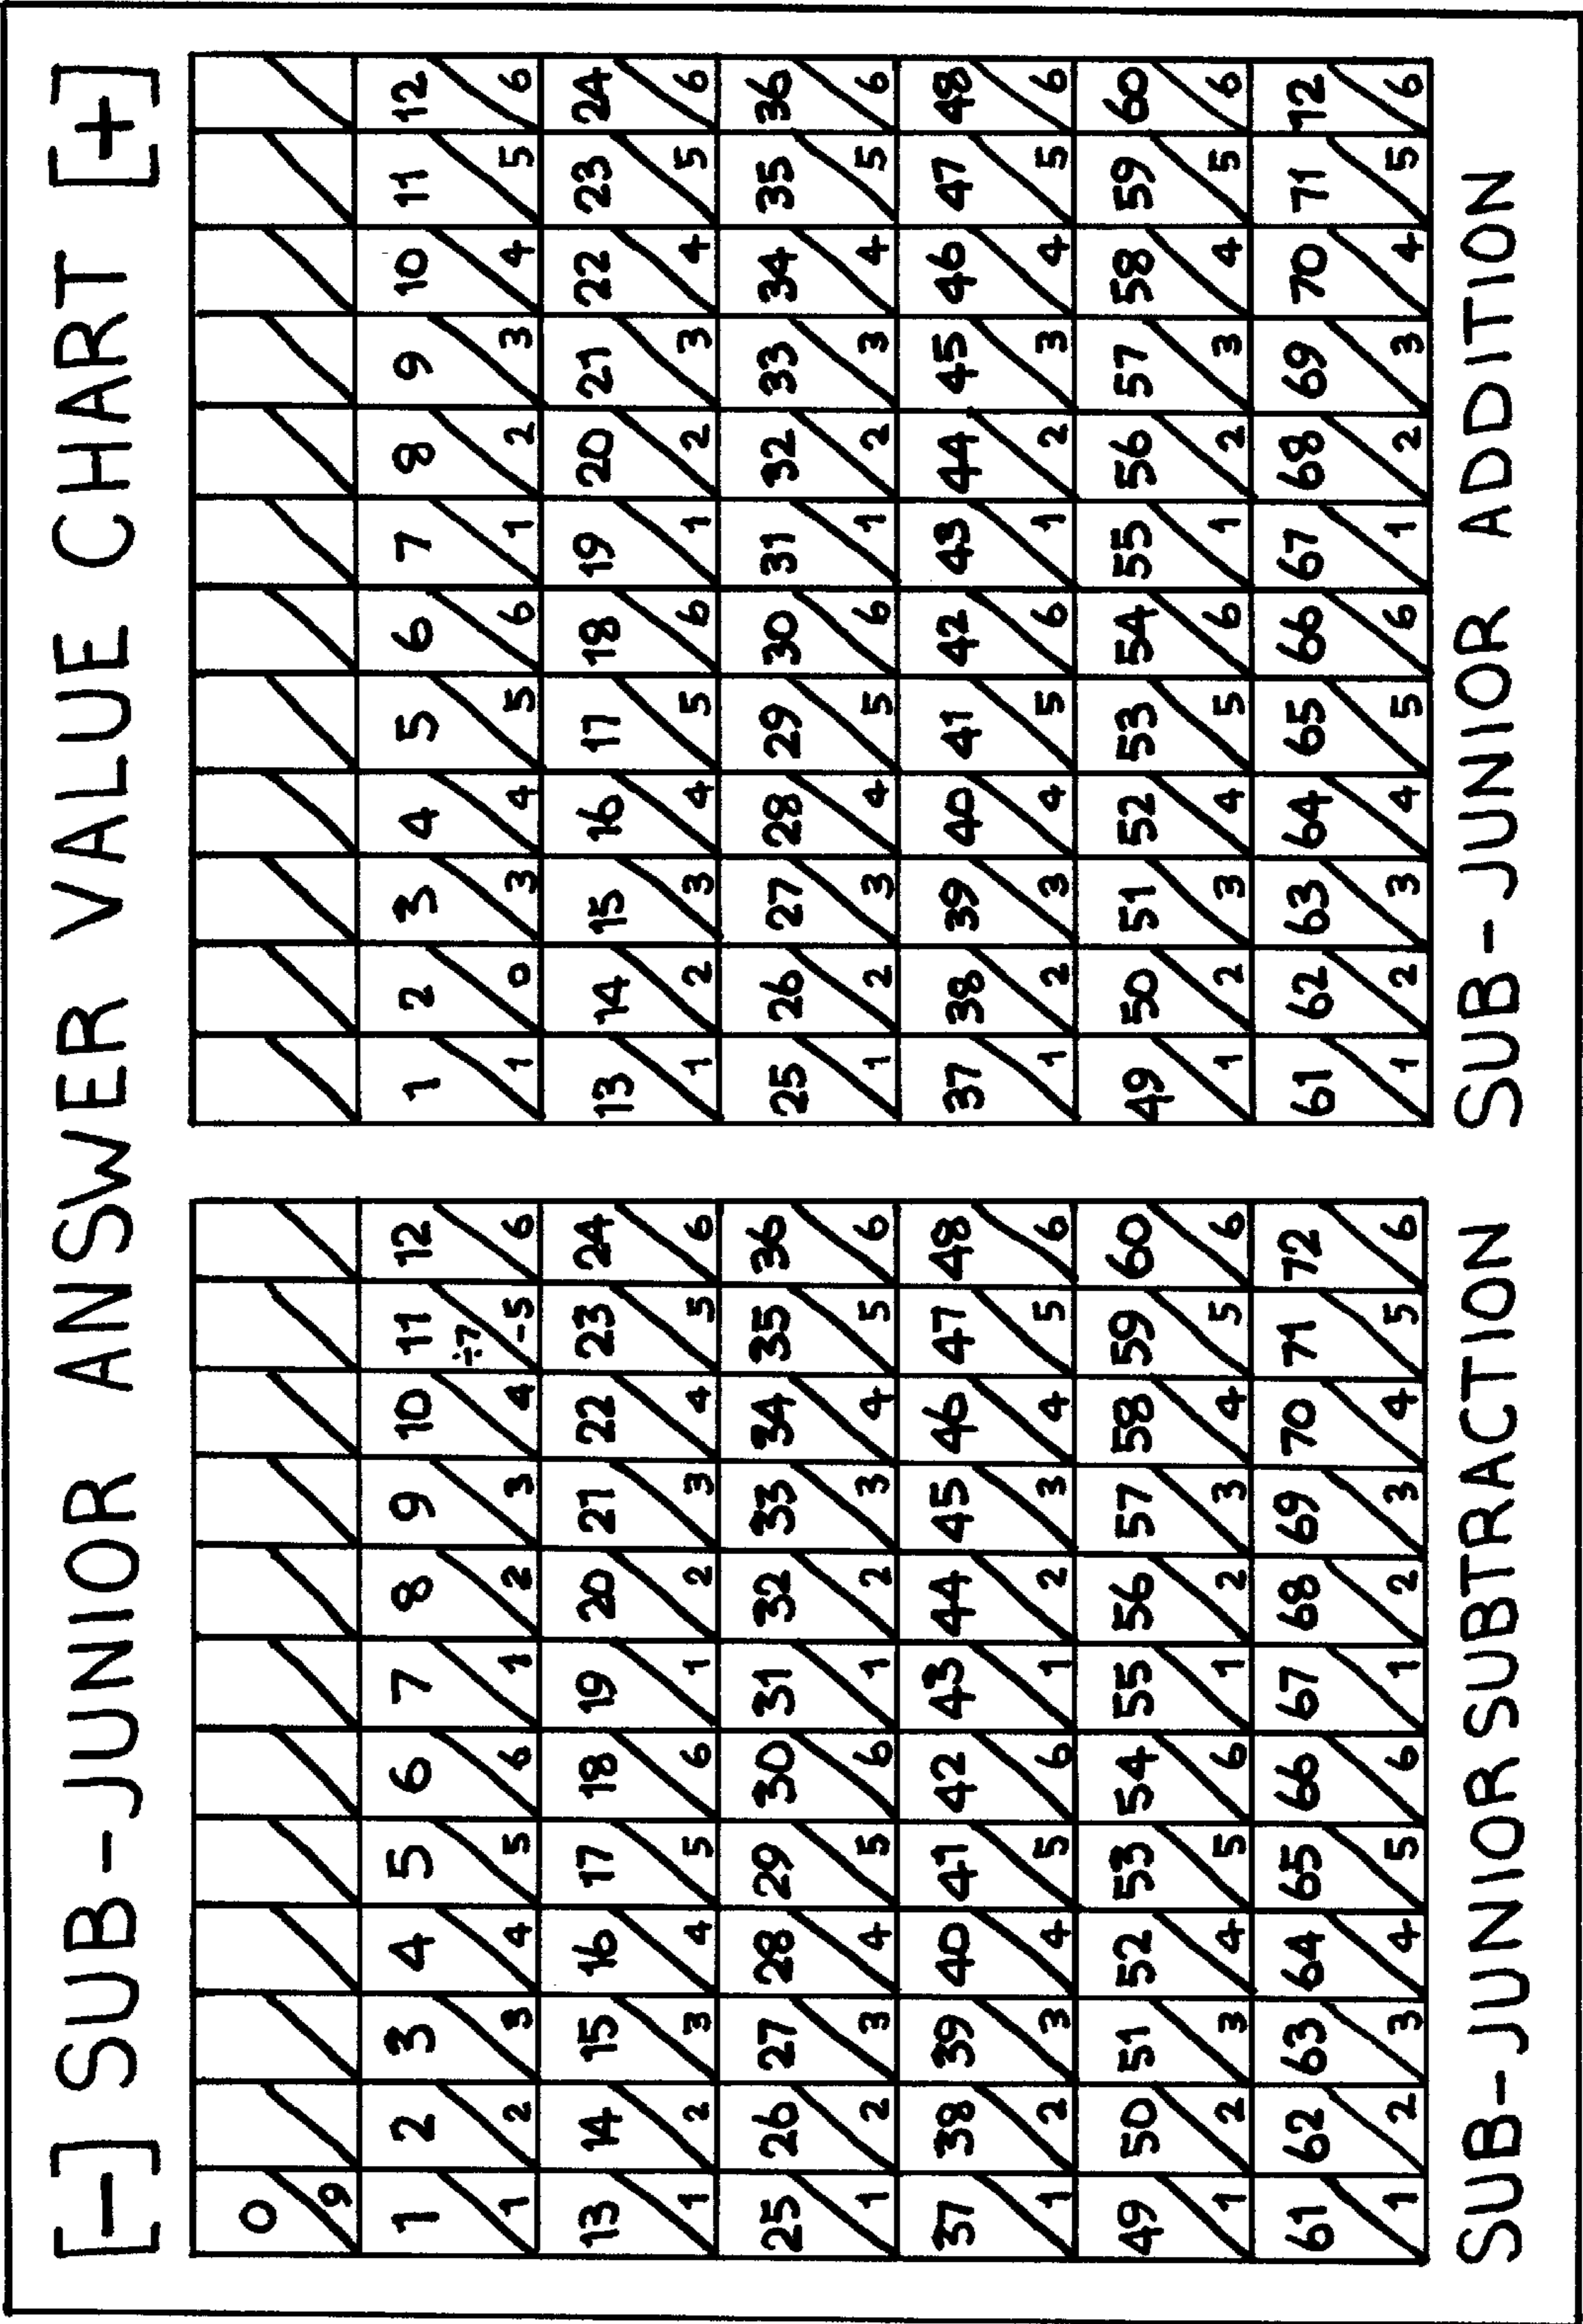 [-] SUB-JUNIOR ANSWER VALUE CHART [+]
0
9
1 2 3 4 5 6 7 8 9 10 11 12 1 2 3 4 5 6 7 8 9 10 11 12
÷7
1 2 3 4 5 6 1 2 3 4 -5 6 1 0 3 4 5 6 1 2 3 4 5 6
13 14 15 16 17 18 19 20 21 22 23 24 13 14 15 16 17 18 19 20 21 22 23 24
1 2 3 4 5 6 1 2 3 4 5 6 1 2 3 4 5 6 1 2 3 4 5 6
25 26 27 28 29 30 31 32 33 34 35 36 25 26 27 28 29 30 31 32 33 34 35 36
1 2 3 4 5 6 1 2 3 4 5 6 1 2 3 4 5 6 1 2 3 4 5 6
37 38 39 40 41 42 43 44 45 46 47 48 37 38 39 40 41 42 43 44 45 46 47 48
1 2 3 4 5 6 1 2 3 4 5 6 1 2 3 4 5 6 1 2 3 4 5 6
49 50 51 52 53 54 55 56 57 58 59 60 49 50 51 52 53 54 55 56 57 58 59 60
1 2 3 4 5 6 1 2 3 4 5 6 1 2 3 4 5 6 1 2 3 4 5 6
61 62 63 64 65 66 67 68 69 70 71 72 61 62 63 64 65 66 67 68 69 70 71 72
1 2 3 4 5 6 1 2 3 4 5 6 1 2 3 4 5 6 1 2 3 4 5 6
SUB-JUNIOR SUBTRACTION SUB-JUNIOR ADDITION